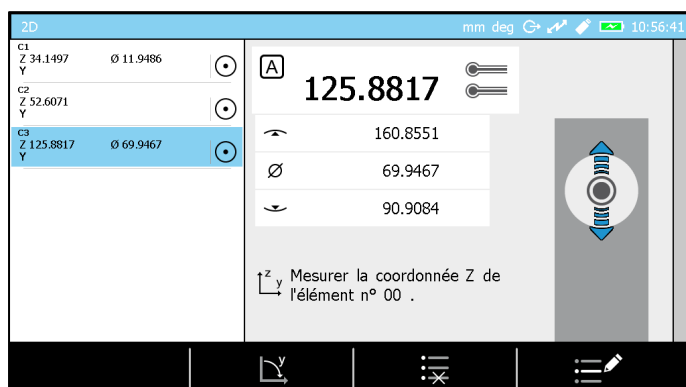 2D
mm deg 10:56:41
C1
Z 34.1497 Ø 11.9486
Y
C2
Z 52.6071
Y
C3
Z 125.8817 Ø 69.9467
Y
A
125.8817
160.8551
Ø 69.9467
90.9084
z y Mesurer la coordonnée Z de
l'élément nº 00 .
y